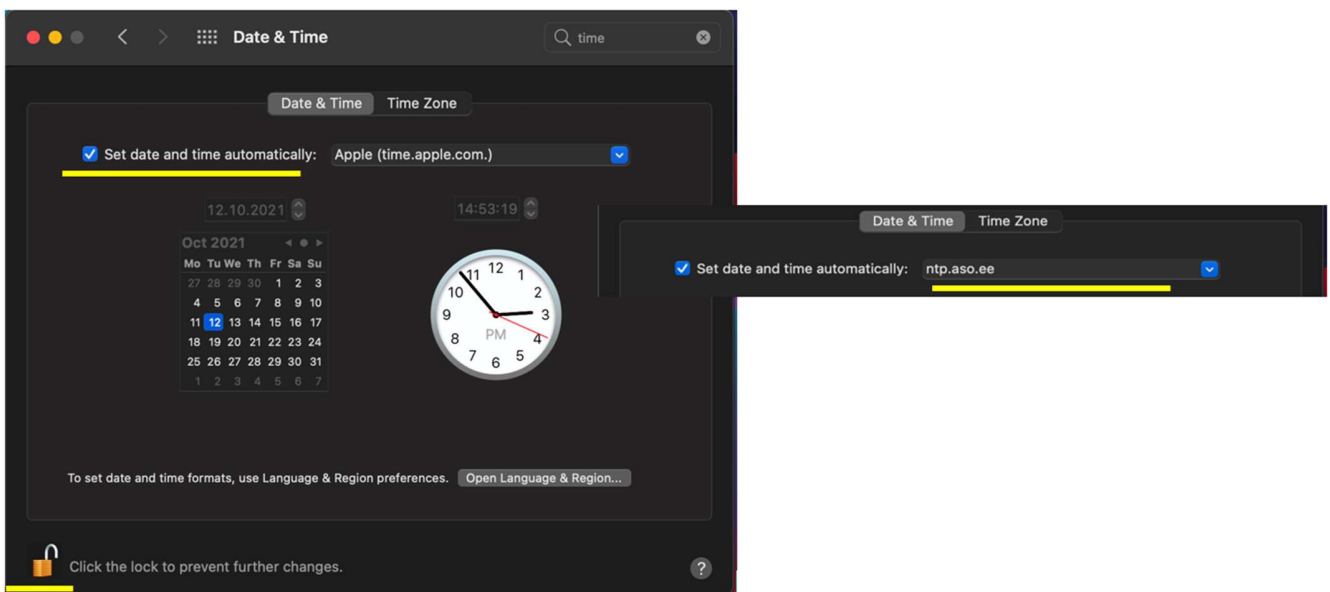 Date & Time
time
Date & Time Time Zone
Set date and time automatically: Apple (time.apple.com.)
12.10.2021 14:53:19
Oct 2021
Mo Tu We Th Fr Sa Su
27 28 29 30 1 2 3
4 5 6 7 8 9 10
11 12 13 14 15 16 17
18 19 20 21 22 23 24
25 26 27 28 29 30 31
1 2 3 4 5 6 7
12 1 2 3 4 5 6 7 8 9 10 11
PM
To set date and time formats, use Language & Region preferences. Open Language & Region...
Click the lock to prevent further changes. ?
Date & Time Time Zone
Set date and time automatically: ntp.aso.ee